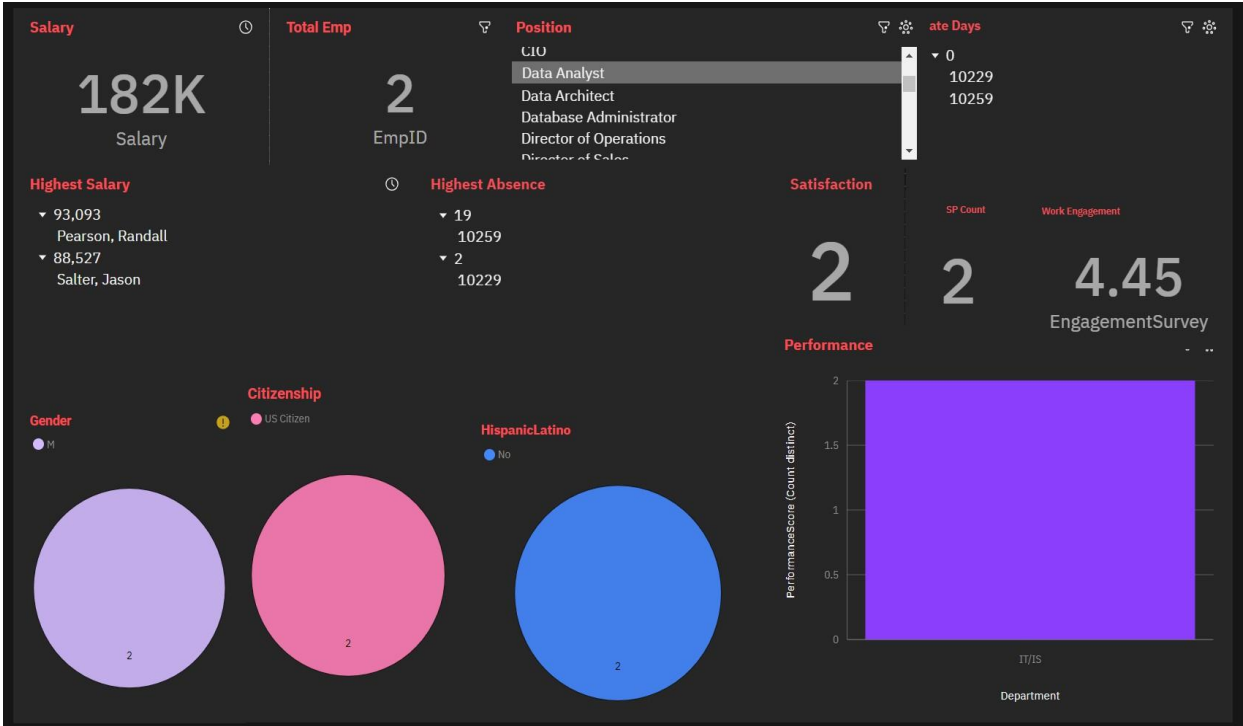 Salary
182K
Salary
Total Emp
2
EmpID
Position
CIO
Data Analyst
Data Architect
Database Administrator
Director of Operations
Director of Sales
ate Days
0
10229
10259
Highest Salary
93,093
Pearson, Randall
88,527
Salter, Jason
Highest Absence
19
10259
2
10229
Satisfaction
2
SP Count
2
Work Engagement
4.45
EngagementSurvey
Gender
M
2
Citizenship
US Citizen
2
HispanicLatino
No
2
Performance
PerformanceScore (Count distinct)
2
1.5
1
0.5
0
IT/IS
Department